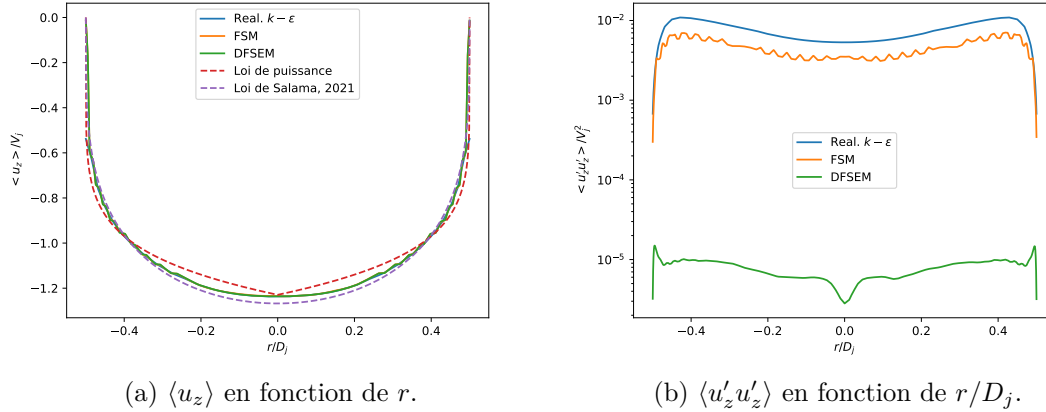 0.0
−0.2
−0.4
−0.6
−0.8
−1.0
−1.2
< u_z > /V_j
Real. k − ε
FSM
DFSEM
Loi de puissance
Loi de Salama, 2021
−0.4 −0.2 0.0 0.2 0.4
r/D_j
(a) ⟨u_z⟩ en fonction de r.
10⁻²
10⁻³
10⁻⁴
10⁻⁵
< u′_z u′_z > /V_j²
Real. k − ε
FSM
DFSEM
−0.4 −0.2 0.0 0.2 0.4
r/D_j
(b) ⟨u′_z u′_z⟩ en fonction de r/D_j.